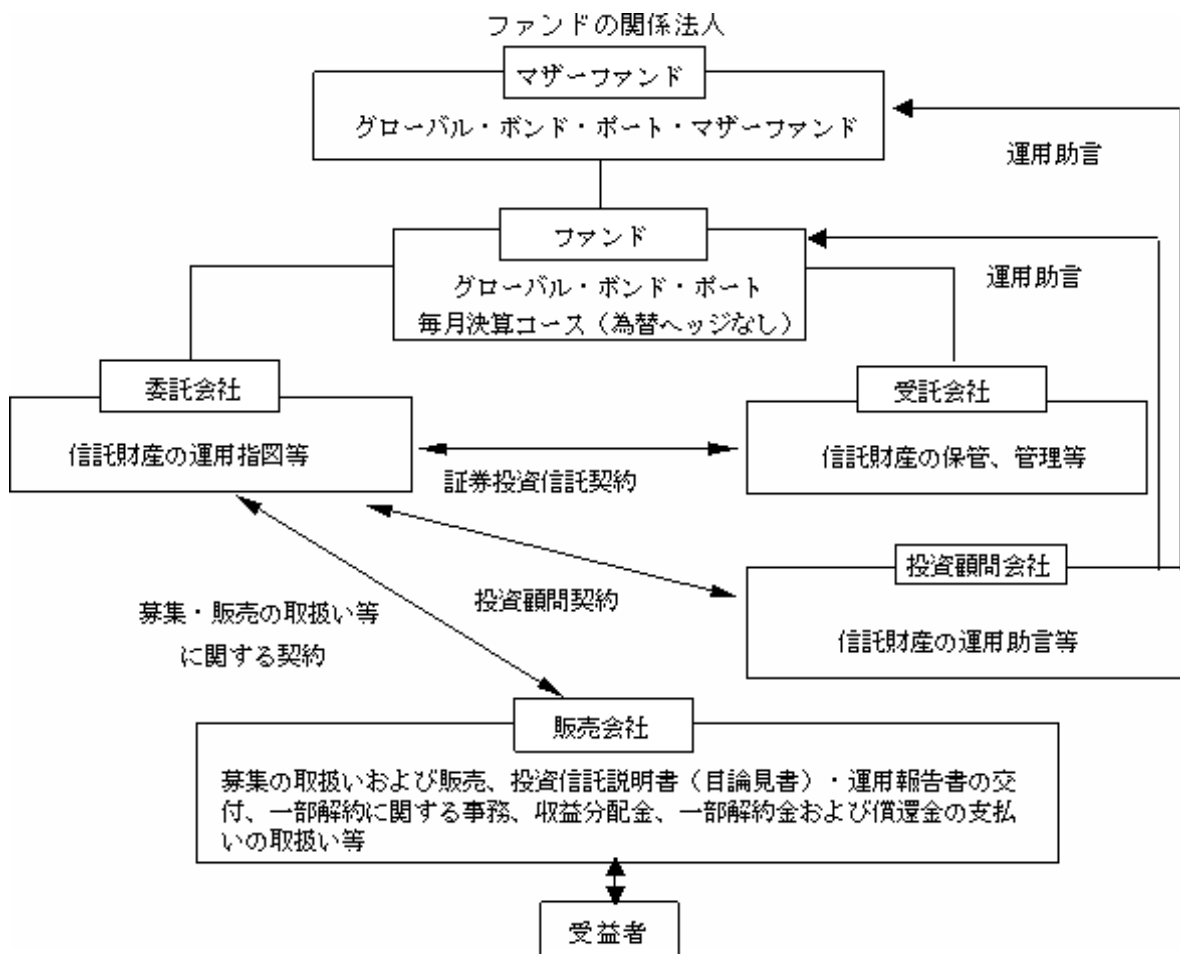 ファンドの関係法人
マザーファンド
グローバル・ボンド・ポート・マザーファンド
運用助言
ファンド
運用助言
グローバル・ボンド・ポート
毎月決算コース（為替ヘッジなし）
委託会社
受託会社
信託財産の運用指図等
信託財産の保管、管理等
証券投資信託契約
投資顧問会社
投資顧問契約
募集・販売の取扱い等
に関する契約
信託財産の運用助言等
販売会社
募集の取扱いおよび販売、投資信託説明書（目論見書）・運用報告書の交
付、一部解約に関する事務、収益分配金、一部解約金および償還金の支払
いの取扱い等
受益者